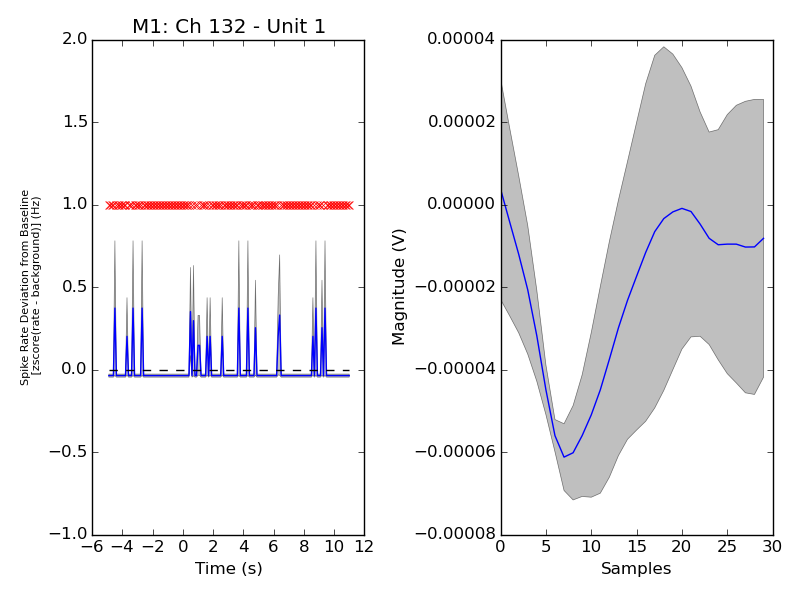 M1: Ch 132 - Unit 1
2.0
1.5
1.0
0.5
0.0
−0.5
−1.0
−6 −4 −2 0 2 4 6 8 10 12
Time (s)
Spike Rate Deviation from Baseline
[zscore(rate - background)] (Hz)
0.00004
0.00002
0.00000
−0.00002
−0.00004
−0.00006
−0.00008
0 5 10 15 20 25 30
Samples
Magnitude (V)